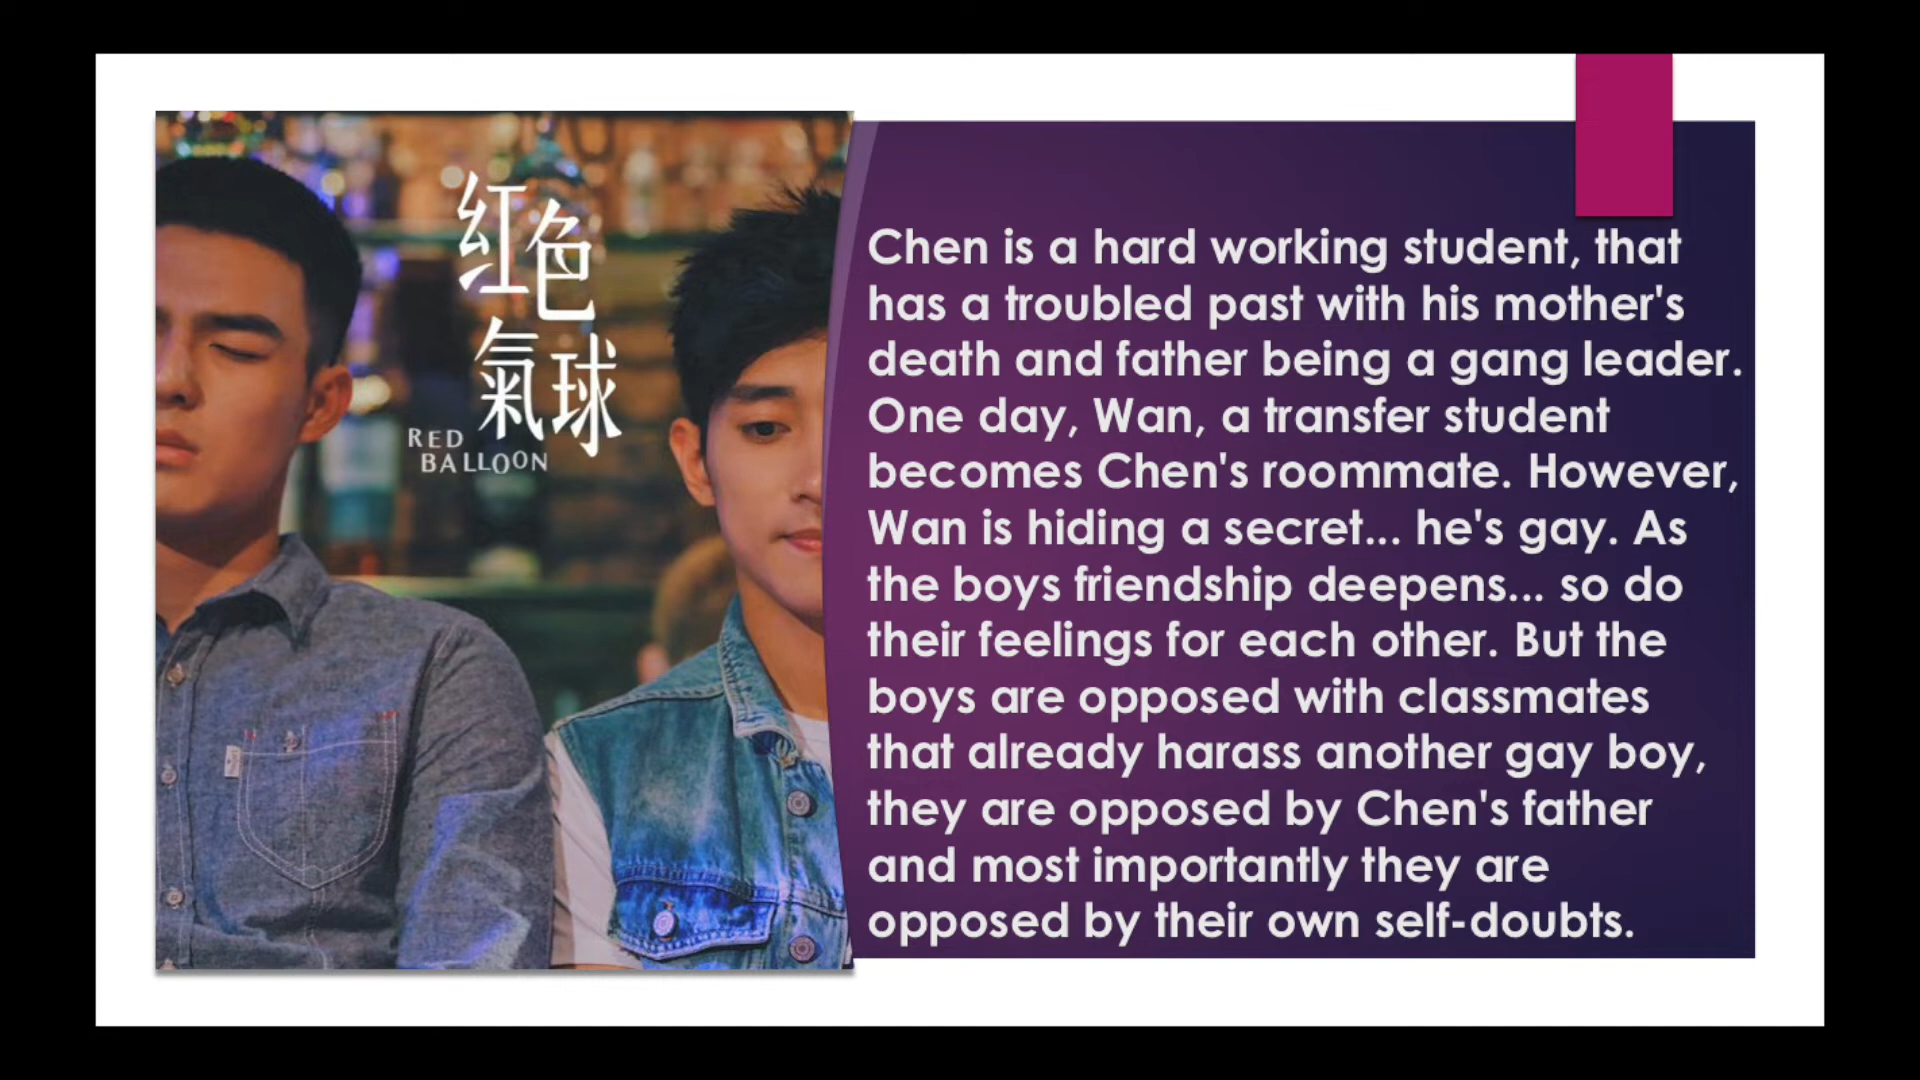 红色
氣球
RED
BALLOON
Chen is a hard working student, that
has a troubled past with his mother's
death and father being a gang leader.
One day, Wan, a transfer student
becomes Chen's roommate. However,
Wan is hiding a secret... he's gay. As
the boys friendship deepens... so do
their feelings for each other. But the
boys are opposed with classmates
that already harass another gay boy,
they are opposed by Chen's father
and most importantly they are
opposed by their own self-doubts.